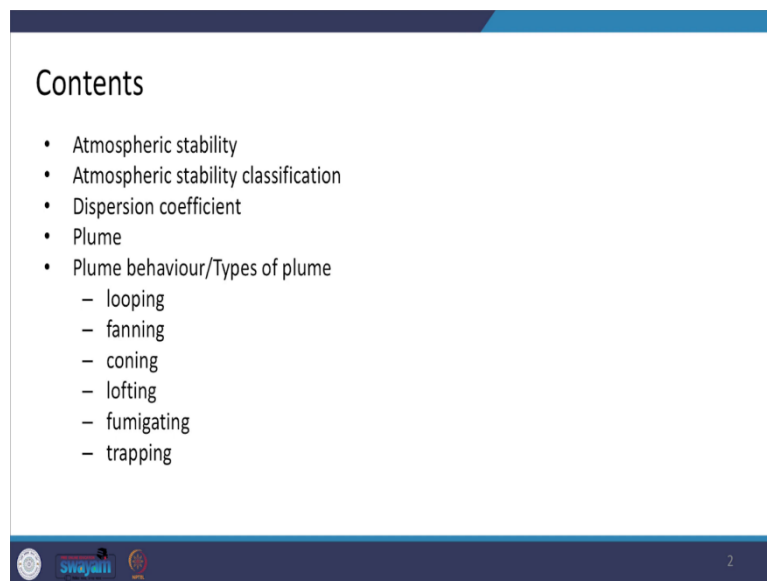 Contents
• Atmospheric stability
• Atmospheric stability classification
• Dispersion coefficient
• Plume
• Plume behaviour/Types of plume
– looping
– fanning
– coning
– lofting
– fumigating
– trapping
swayam
2